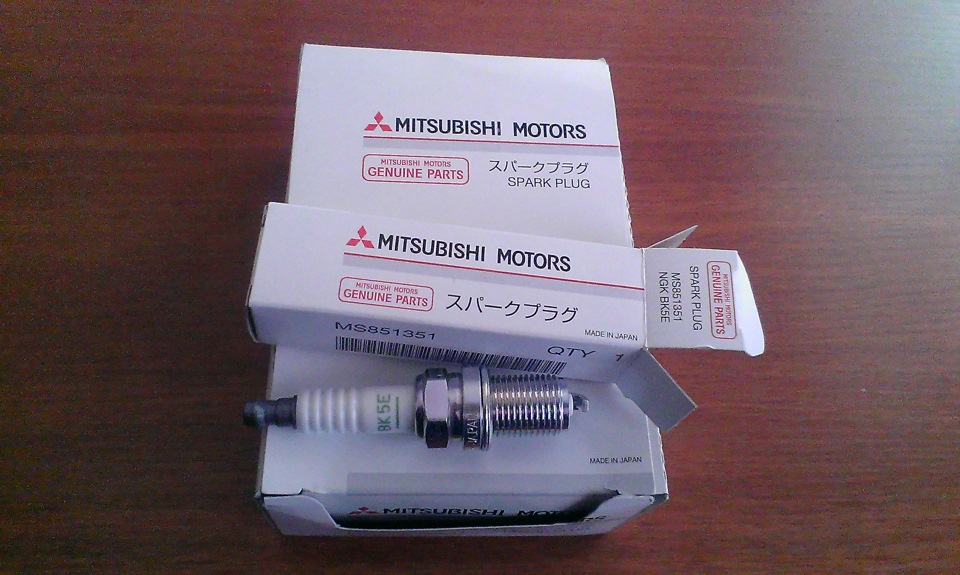 MITSUBISHI MOTORS
MITSUBISHI MOTORS
GENUINE PARTS
スパークプラグ
SPARK PLUG
MITSUBISHI MOTORS
MITSUBISHI MOTORS
GENUINE PARTS
スパークプラグ
MADE IN JAPAN
MS851351
QTY 1
MITSUBISHI MOTORS
GENUINE PARTS
SPARK PLUG
MS851351
NGK BK5E
BK5E
JAPAN
MADE IN JAPAN
MITSUBISHI